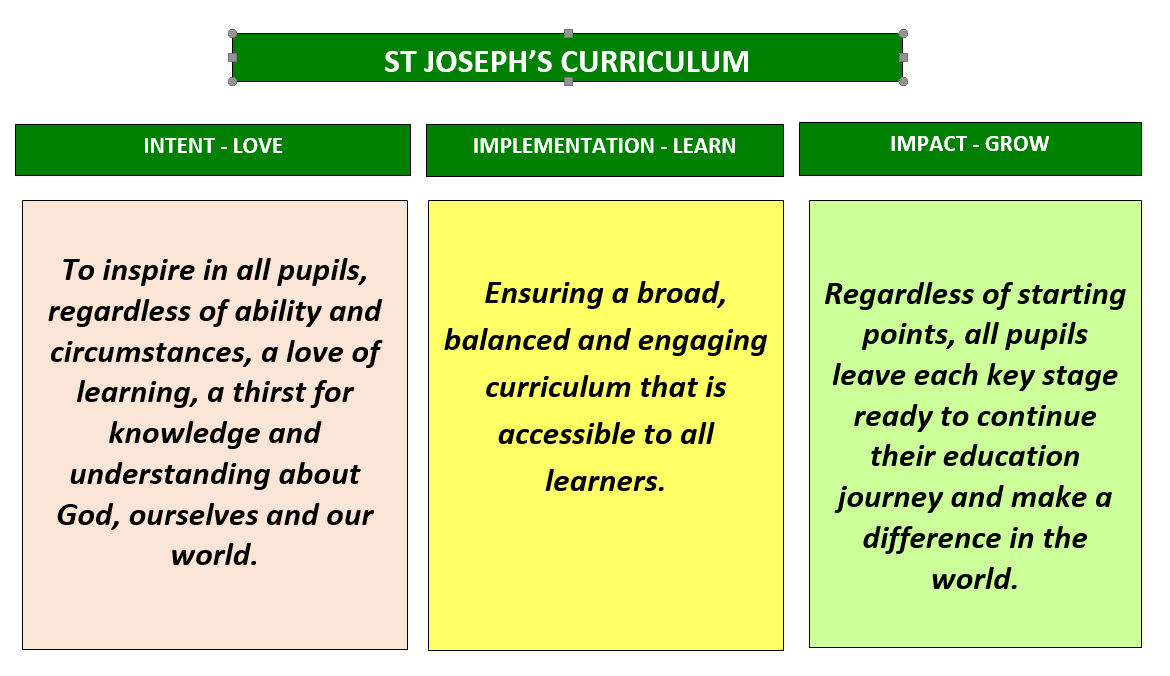 ST JOSEPH’S CURRICULUM
INTENT - LOVE
To inspire in all pupils,
regardless of ability and
circumstances, a love of
learning, a thirst for
knowledge and
understanding about
God, ourselves and our
world.
IMPLEMENTATION - LEARN
Ensuring a broad,
balanced and engaging
curriculum that is
accessible to all
learners.
IMPACT - GROW
Regardless of starting
points, all pupils
leave each key stage
ready to continue
their education
journey and make a
difference in the
world.